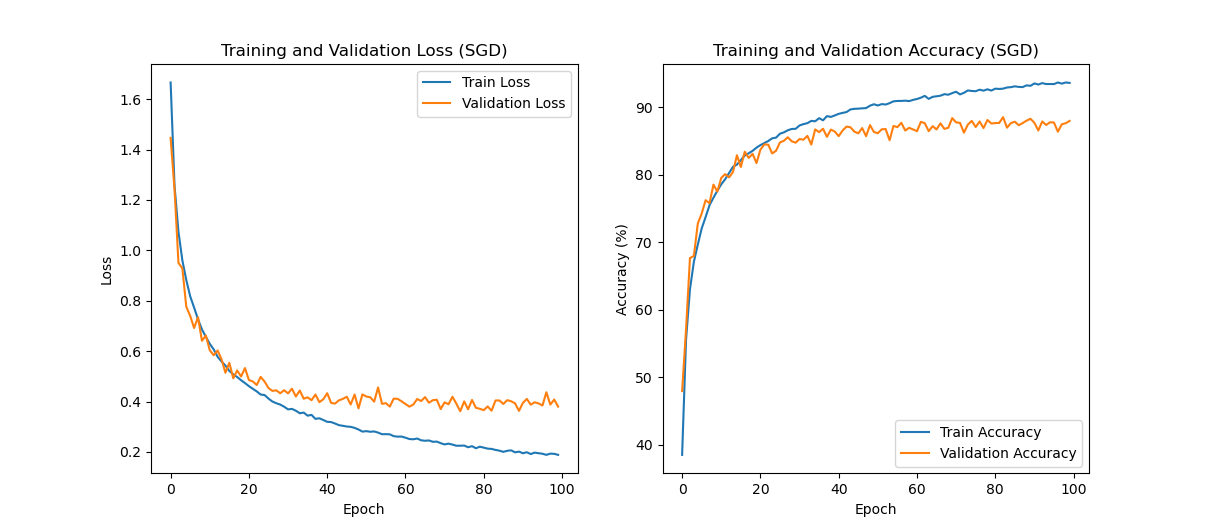 Training and Validation Loss (SGD)
Loss
1.6
1.4
1.2
1.0
0.8
0.6
0.4
0.2
Train Loss
Validation Loss
0 20 40 60 80 100
Epoch
Training and Validation Accuracy (SGD)
Accuracy (%)
90
80
70
60
50
40
Train Accuracy
Validation Accuracy
0 20 40 60 80 100
Epoch